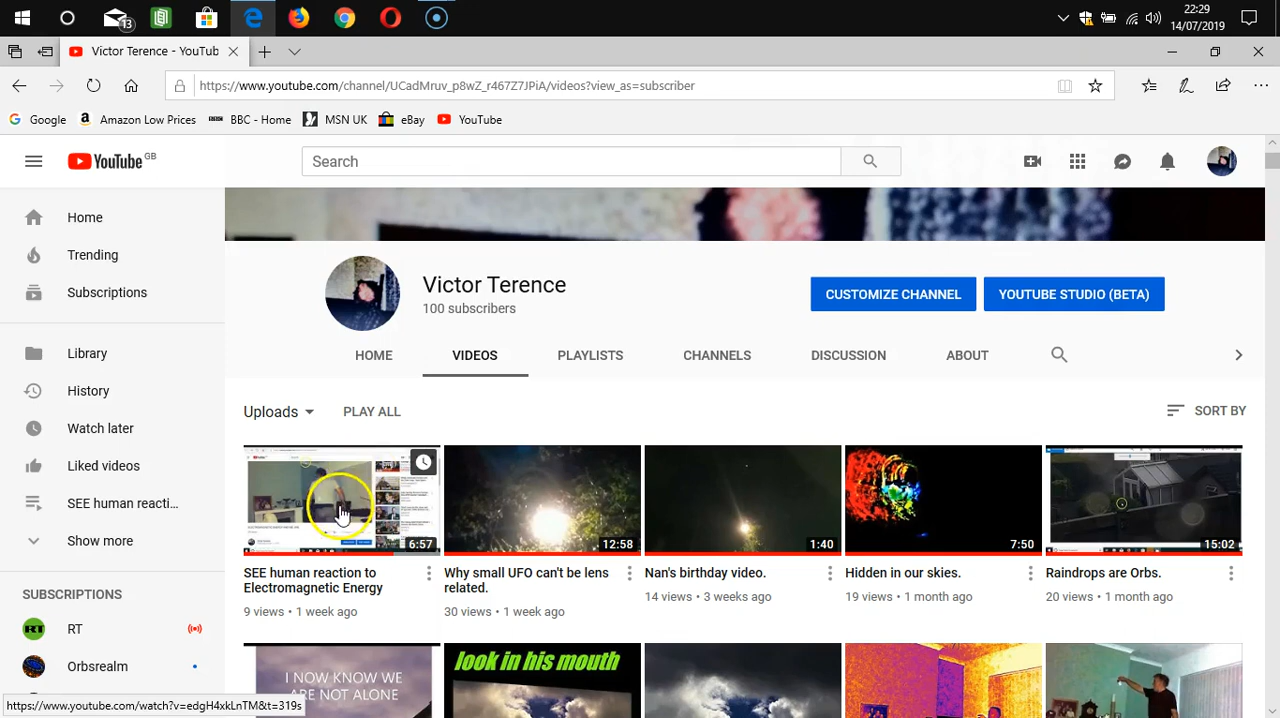 13
22:29
14/07/2019
Victor Terence - YouTub
https://www.youtube.com/channel/UCadMruv_p8wZ_r467Z7JPiA/videos?view_as=subscriber
Google
Amazon Low Prices
BBC - Home
MSN UK
eBay
YouTube
YouTube GB
Search
Home
Trending
Subscriptions
Library
History
Watch later
Liked videos
SEE human reacti...
Show more
SUBSCRIPTIONS
RT
Orbsrealm
Victor Terence
100 subscribers
CUSTOMIZE CHANNEL
YOUTUBE STUDIO (BETA)
HOME
VIDEOS
PLAYLISTS
CHANNELS
DISCUSSION
ABOUT
Uploads
PLAY ALL
SORT BY
6:57
12:58
1:40
7:50
15:02
SEE human reaction to
Electromagnetic Energy
9 views • 1 week ago
Why small UFO can't be lens
related.
30 views • 1 week ago
Nan's birthday video.
14 views • 3 weeks ago
Hidden in our skies.
19 views • 1 month ago
Raindrops are Orbs.
20 views • 1 month ago
I NOW KNOW WE
ARE NOT ALONE
look in his mouth
https://www.youtube.com/watch?v=edgH4xkLnTM&t=319s